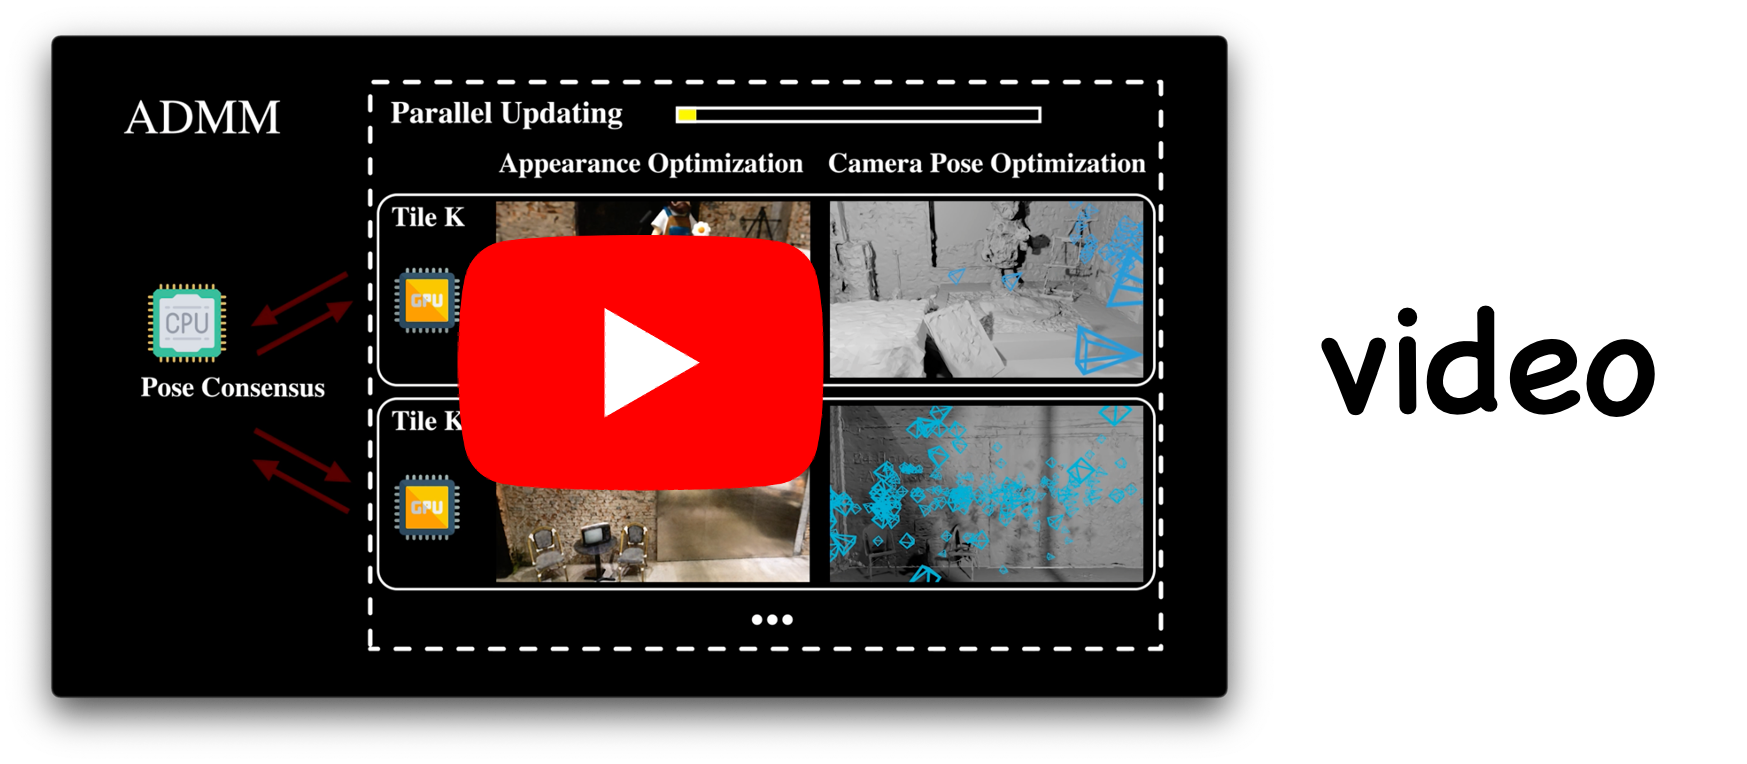 ADMM
Parallel Updating
Appearance Optimization Camera Pose Optimization
Tile K
GPU
CPU
Pose Consensus
Tile K
GPU
video